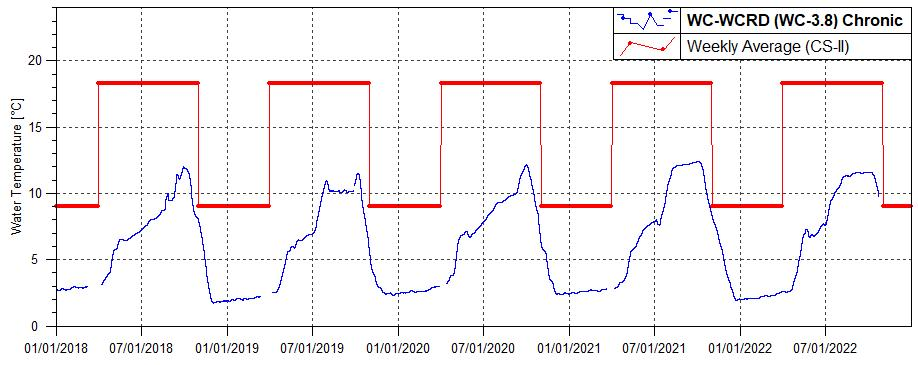 WC-WCRD (WC-3.8) Chronic
Weekly Average (CS-II)
Water Temperature [°C]
20
15
10
5
0
01/01/2018 07/01/2018 01/01/2019 07/01/2019 01/01/2020 07/01/2020 01/01/2021 07/01/2021 01/01/2022 07/01/2022